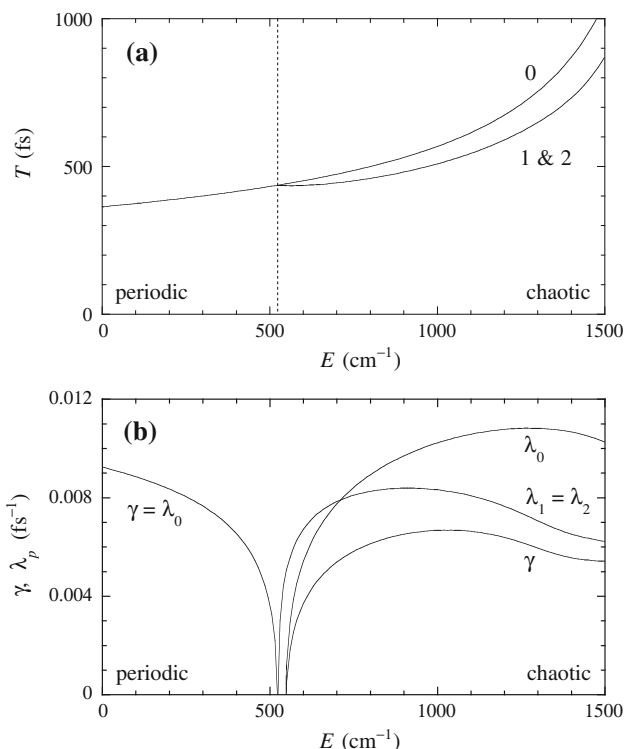 1000
(a)
0
T (fs)
500
1 & 2
periodic
chaotic
0
0
500
1000
1500
E (cm⁻¹)
0.012
(b)
λ₀
γ, λₚ (fs⁻¹)
0.008
γ = λ₀
λ₁ = λ₂
0.004
γ
periodic
chaotic
0
0
500
1000
1500
E (cm⁻¹)